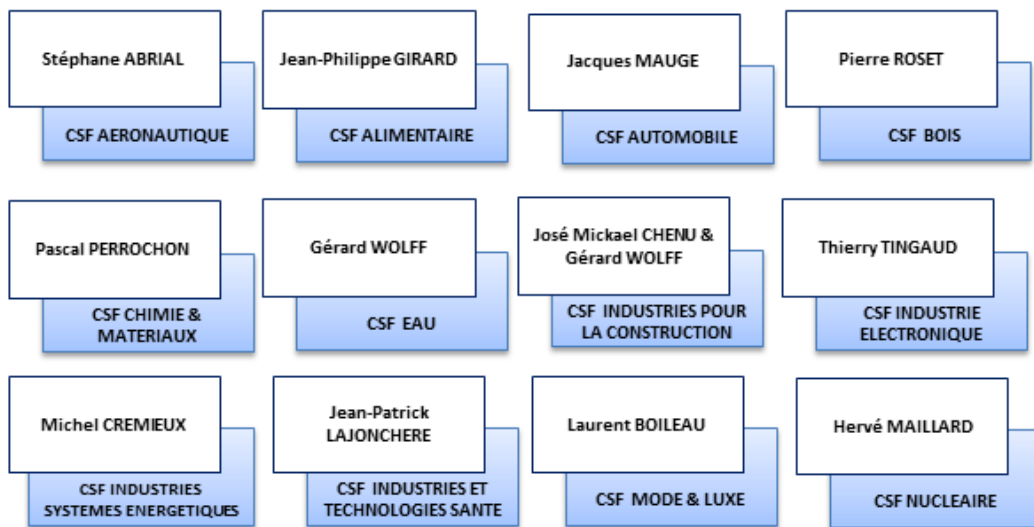 Stéphane ABRIAL
CSF AERONAUTIQUE
Jean-Philippe GIRARD
CSF ALIMENTAIRE
Jacques MAUGE
CSF AUTOMOBILE
Pierre ROSET
CSF BOIS
Pascal PERROCHON
CSF CHIMIE &
MATERIAUX
Gérard WOLFF
CSF EAU
José Mickael CHENU &
Gérard WOLFF
CSF INDUSTRIES POUR
LA CONSTRUCTION
Thierry TINGAUD
CSF INDUSTRIE
ELECTRONIQUE
Michel CREMIEUX
CSF INDUSTRIES
SYSTEMES ENERGETIQUES
Jean-Patrick
LAJONCHERE
CSF INDUSTRIES ET
TECHNOLOGIES SANTE
Laurent BOILEAU
CSF MODE & LUXE
Hervé MAILLARD
CSF NUCLEAIRE